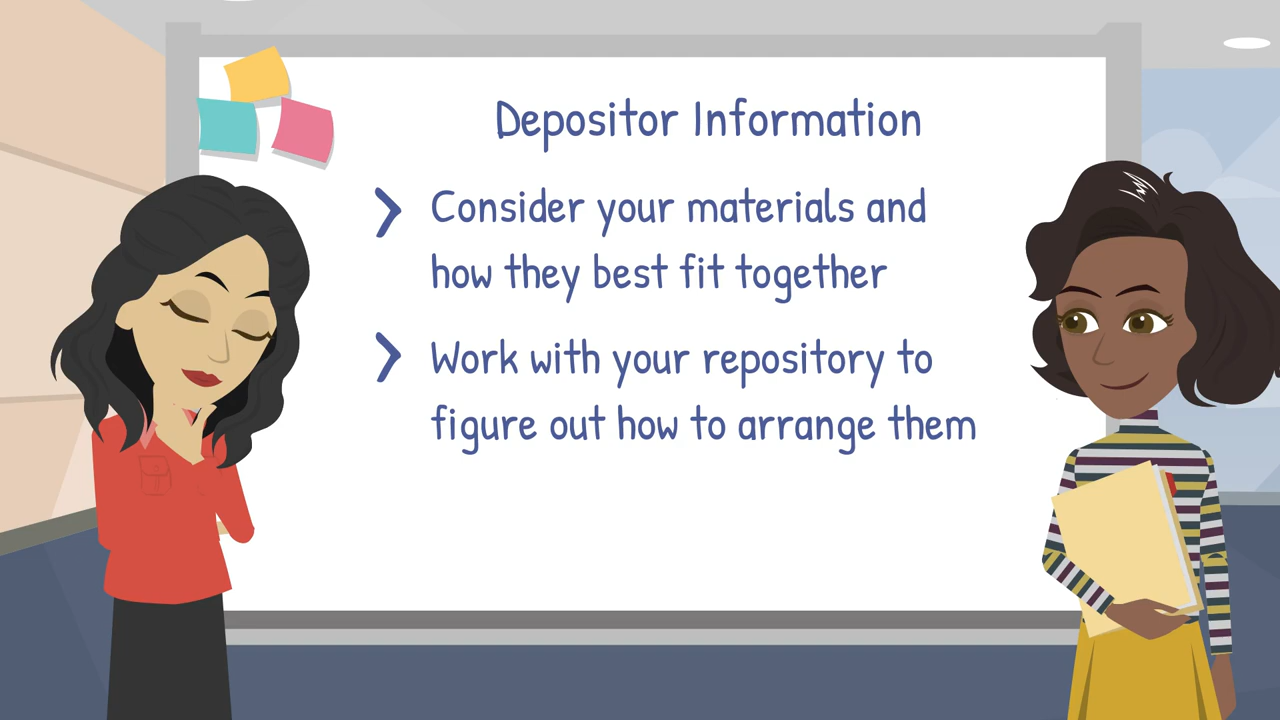 Depositor Information
Consider your materials and
how they best fit together
Work with your repository to
figure out how to arrange them